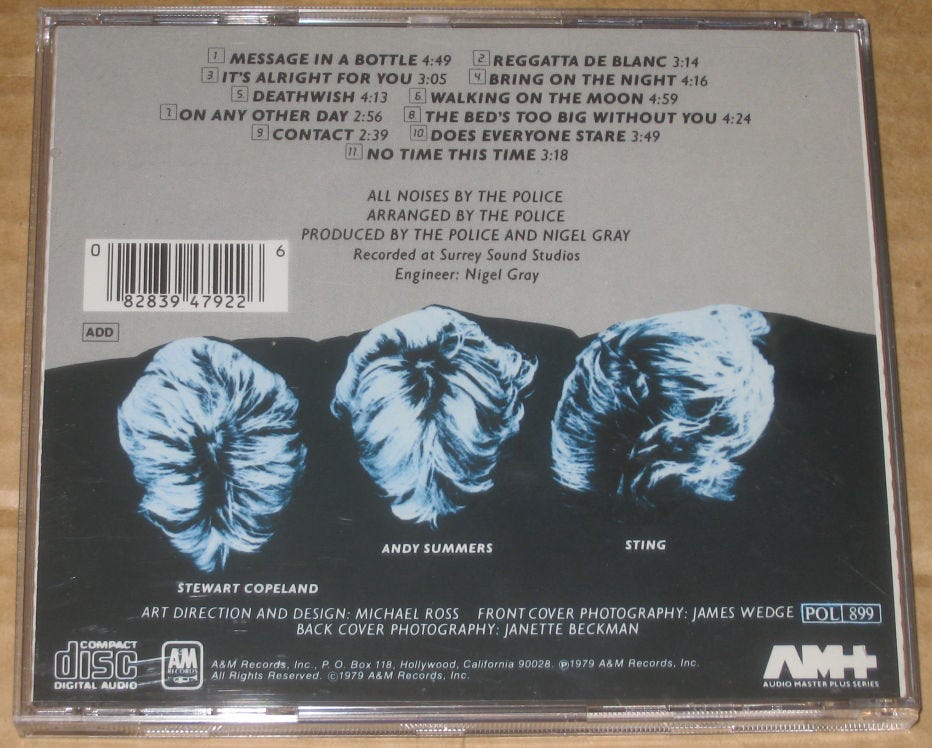 1 MESSAGE IN A BOTTLE 4:49 2. REGGATTA DE BLANC 3:14
3 IT'S ALRIGHT FOR YOU 3:05 4 BRING ON THE NIGHT 4:16
5 DEATHWISH 4:13 6 WALKING ON THE MOON 4:59
7 ON ANY OTHER DAY 2:56 8 THE BED'S TOO BIG WITHOUT YOU 4:24
9 CONTACT 2:39 10 DOES EVERYONE STARE 3:49
11 NO TIME THIS TIME 3:18
ALL NOISES BY THE POLICE
ARRANGED BY THE POLICE
PRODUCED BY THE POLICE AND NIGEL GRAY
Recorded at Surrey Sound Studios
Engineer: Nigel Gray
0 82839 47922 6
ADD
STEWART COPELAND
ANDY SUMMERS
STING
ART DIRECTION AND DESIGN: MICHAEL ROSS FRONT COVER PHOTOGRAPHY: JAMES WEDGE POL 899
BACK COVER PHOTOGRAPHY: JANETTE BECKMAN
COMPACT
disc
DIGITAL AUDIO
A&M
RECORDS
A&M Records, Inc., P. O. Box 118, Hollywood, California 90028. ℗1979 A&M Records, Inc.
All Rights Reserved. ©1979 A&M Records, Inc.
AM+
AUDIO MASTER PLUS SERIES